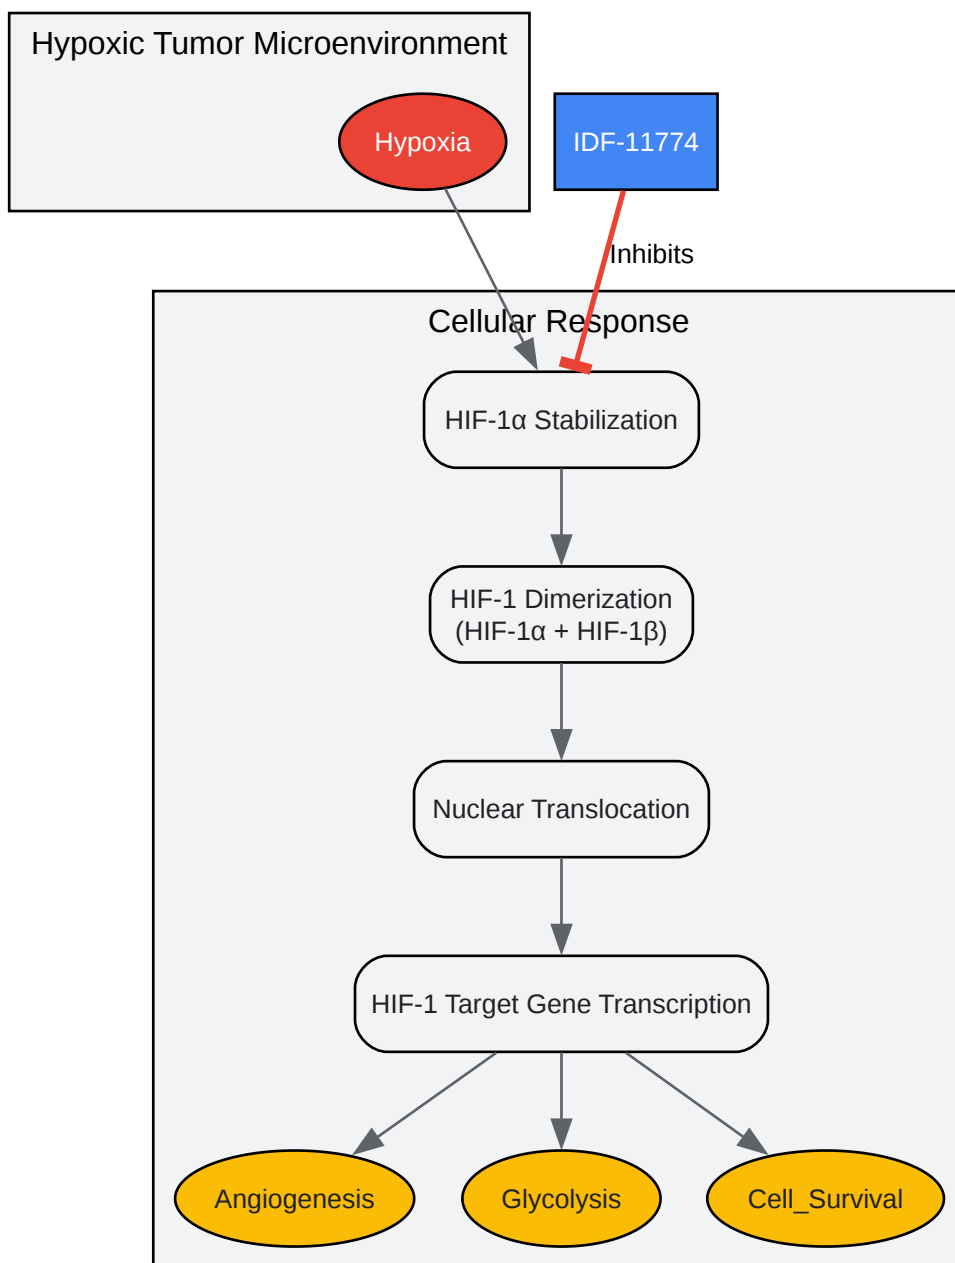 Hypoxic Tumor Microenvironment
Hypoxia
IDF-11774
Inhibits
Cellular Response
HIF-1α Stabilization
HIF-1 Dimerization
(HIF-1α + HIF-1β)
Nuclear Translocation
HIF-1 Target Gene Transcription
Angiogenesis
Glycolysis
Cell_Survival